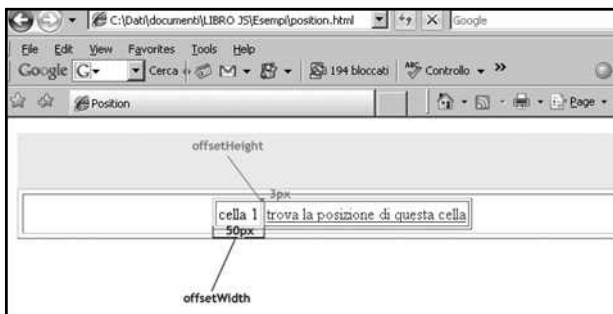 C:\Dati\documenti\LIBRO JS\Esempi\position.html Google
File Edit View Favorites Tools Help
Google G Cerca 194 bloccati ABC Controllo »
Position Page
offsetHeight
3px
cella 1 trova la posizione di questa cella
50px
offsetWidth